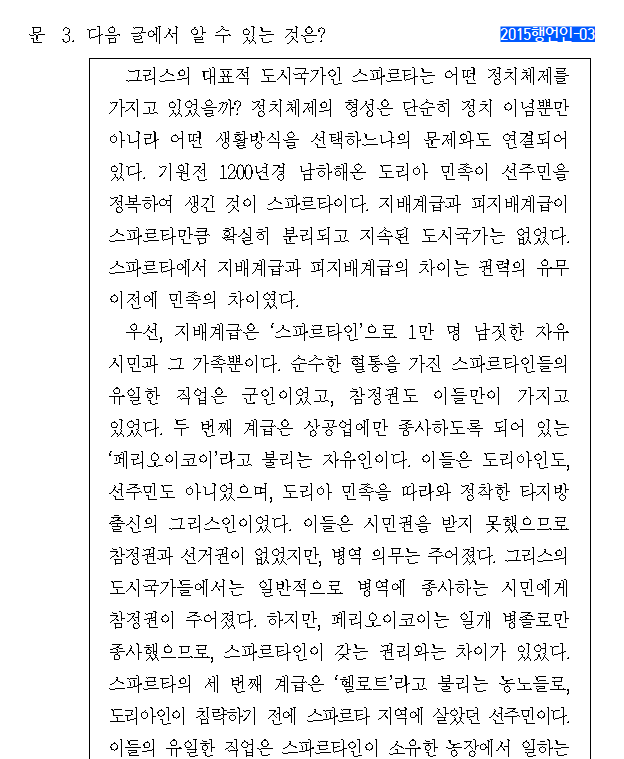 문 3. 다음 글에서 알 수 있는 것은?
2015행언인-03
그리스의 대표적 도시국가인 스파르타는 어떤 정치체제를
가지고 있었을까? 정치체제의 형성은 단순히 정치 이념뿐만
아니라 어떤 생활방식을 선택하느냐의 문제와도 연결되어
있다. 기원전 1200년경 남하해온 도리아 민족이 선주민을
정복하여 생긴 것이 스파르타이다. 지배계급과 피지배계급이
스파르타만큼 확실히 분리되고 지속된 도시국가는 없었다.
스파르타에서 지배계급과 피지배계급의 차이는 권력의 유무
이전에 민족의 차이였다.
우선, 지배계급은 ‘스파르타인’으로 1만 명 남짓한 자유
시민과 그 가족뿐이다. 순수한 혈통을 가진 스파르타인들의
유일한 직업은 군인이었고, 참정권도 이들만이 가지고
있었다. 두 번째 계급은 상공업에만 종사하도록 되어 있는
‘페리오이코이’라고 불리는 자유인이다. 이들은 도리아인도,
선주민도 아니었으며, 도리아 민족을 따라와 정착한 타지방
출신의 그리스인이었다. 이들은 시민권을 받지 못했으므로
참정권과 선거권이 없었지만, 병역 의무는 주어졌다. 그리스의
도시국가들에서는 일반적으로 병역에 종사하는 시민에게
참정권이 주어졌다. 하지만, 페리오이코이는 일개 병졸로만
종사했으므로, 스파르타인이 갖는 권리와는 차이가 있었다.
스파르타의 세 번째 계급은 ‘헬로트’라고 불리는 농노들로,
도리아인이 침략하기 전에 스파르타 지역에 살았던 선주민이다.
이들의 유일한 직업은 스파르타인이 소유한 농장에서 일하는